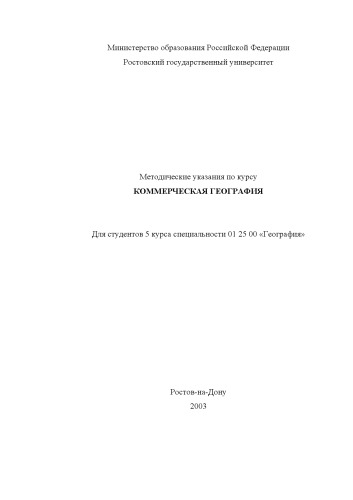 Министерство образования Российской Федерации
Ростовский государственный университет
Методические указания по курсу
КОММЕРЧЕСКАЯ ГЕОГРАФИЯ
Для студентов 5 курса специальности 01 25 00 «География»
Ростов-на-Дону
2003